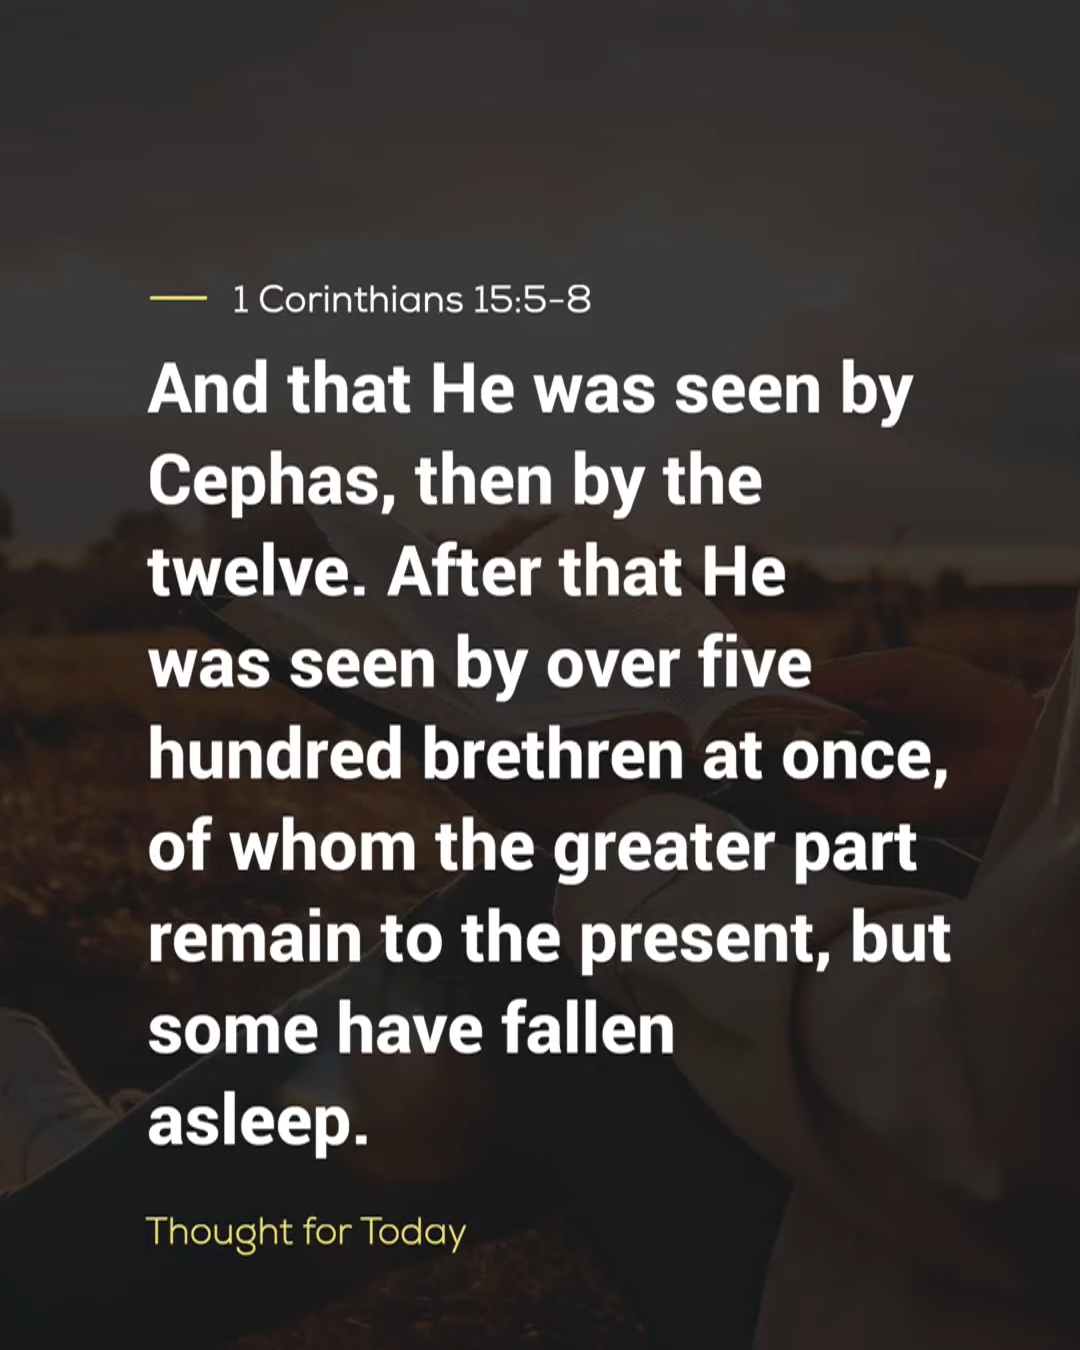 1 Corinthians 15:5-8
And that He was seen by
Cephas, then by the
twelve. After that He
was seen by over five
hundred brethren at once,
of whom the greater part
remain to the present, but
some have fallen
asleep.
Thought for Today